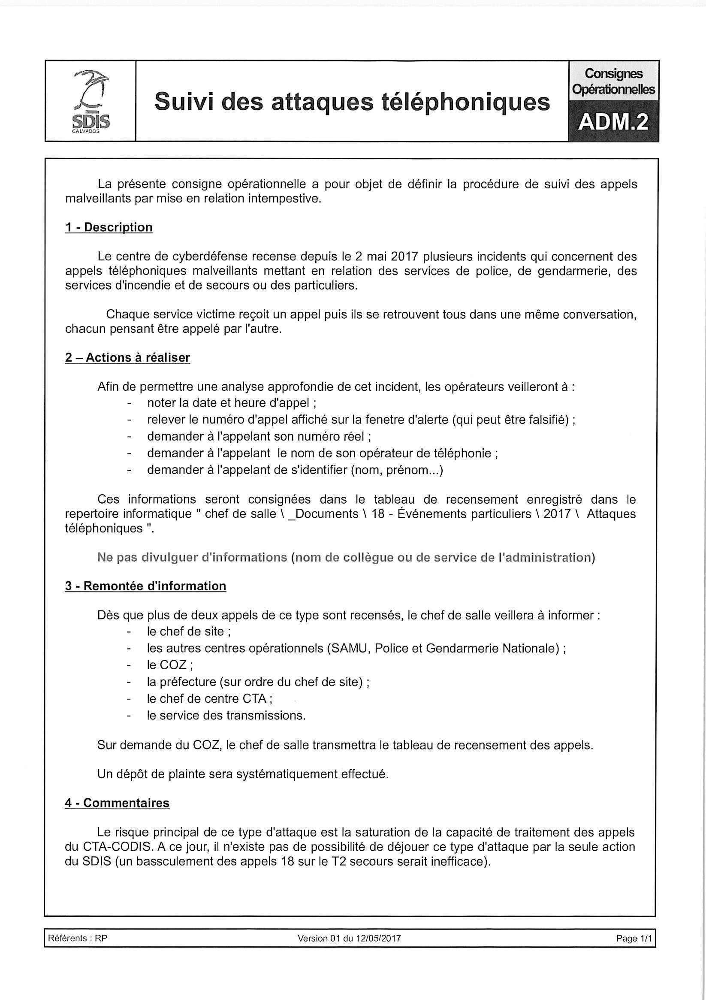 SDIS
CALVADOS
Suivi des attaques téléphoniques
Consignes
Opérationnelles
ADM.2
La présente consigne opérationnelle a pour objet de définir la procédure de suivi des appels
malveillants par mise en relation intempestive.
1 - Description
Le centre de cyberdéfense recense depuis le 2 mai 2017 plusieurs incidents qui concernent des
appels téléphoniques malveillants mettant en relation des services de police, de gendarmerie, des
services d'incendie et de secours ou des particuliers.
Chaque service victime reçoit un appel puis ils se retrouvent tous dans une même conversation,
chacun pensant être appelé par l'autre.
2 – Actions à réaliser
Afin de permettre une analyse approfondie de cet incident, les opérateurs veilleront à :
- noter la date et heure d'appel ;
- relever le numéro d'appel affiché sur la fenetre d'alerte (qui peut être falsifié) ;
- demander à l'appelant son numéro réel ;
- demander à l'appelant  le nom de son opérateur de téléphonie ;
- demander à l'appelant de s'identifier (nom, prénom...)
Ces informations seront consignées dans le tableau de recensement enregistré dans le
repertoire informatique " chef de salle \ _Documents \ 18 - Événements particuliers \ 2017 \  Attaques
téléphoniques ".
Ne pas divulguer d'informations (nom de collègue ou de service de l'administration)
3 - Remontée d'information
Dès que plus de deux appels de ce type sont recensés, le chef de salle veillera à informer :
- le chef de site ;
- les autres centres opérationnels (SAMU, Police et Gendarmerie Nationale) ;
- le COZ ;
- la préfecture (sur ordre du chef de site) ;
- le chef de centre CTA ;
- le service des transmissions.
Sur demande du COZ, le chef de salle transmettra le tableau de recensement des appels.
Un dépôt de plainte sera systématiquement effectué.
4 - Commentaires
Le risque principal de ce type d'attaque est la saturation de la capacité de traitement des appels
du CTA-CODIS. A ce jour, il n'existe pas de possibilité de déjouer ce type d'attaque par la seule action
du SDIS (un bassculement des appels 18 sur le T2 secours serait inefficace).
Référents : RP
Version 01 du 12/05/2017
Page 1/1